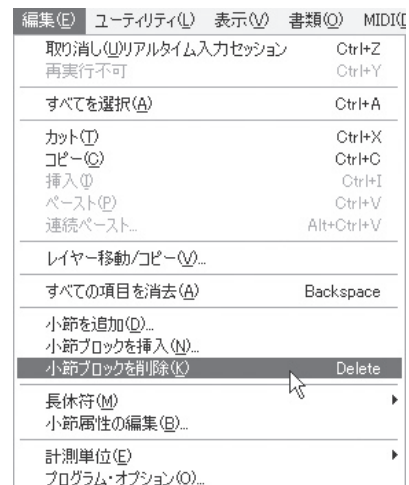 編集(E) ユーティリティ(L) 表示(V) 書類(O) MIDI(
取り消し(U)リアルタイム入力セッション Ctrl+Z
再実行不可 Ctrl+Y
すべてを選択(A) Ctrl+A
カット(T) Ctrl+X
コピー(C) Ctrl+C
挿入(I) Ctrl+I
ペースト(P) Ctrl+V
連続ペースト... Alt+Ctrl+V
レイヤー移動/コピー(V)...
すべての項目を消去(A) Backspace
小節を追加(D)...
小節ブロックを挿入(N)...
小節ブロックを削除(K) Delete
長休符(M)
小節属性の編集(B)...
計測単位(E)
プログラム・オプション(O)...